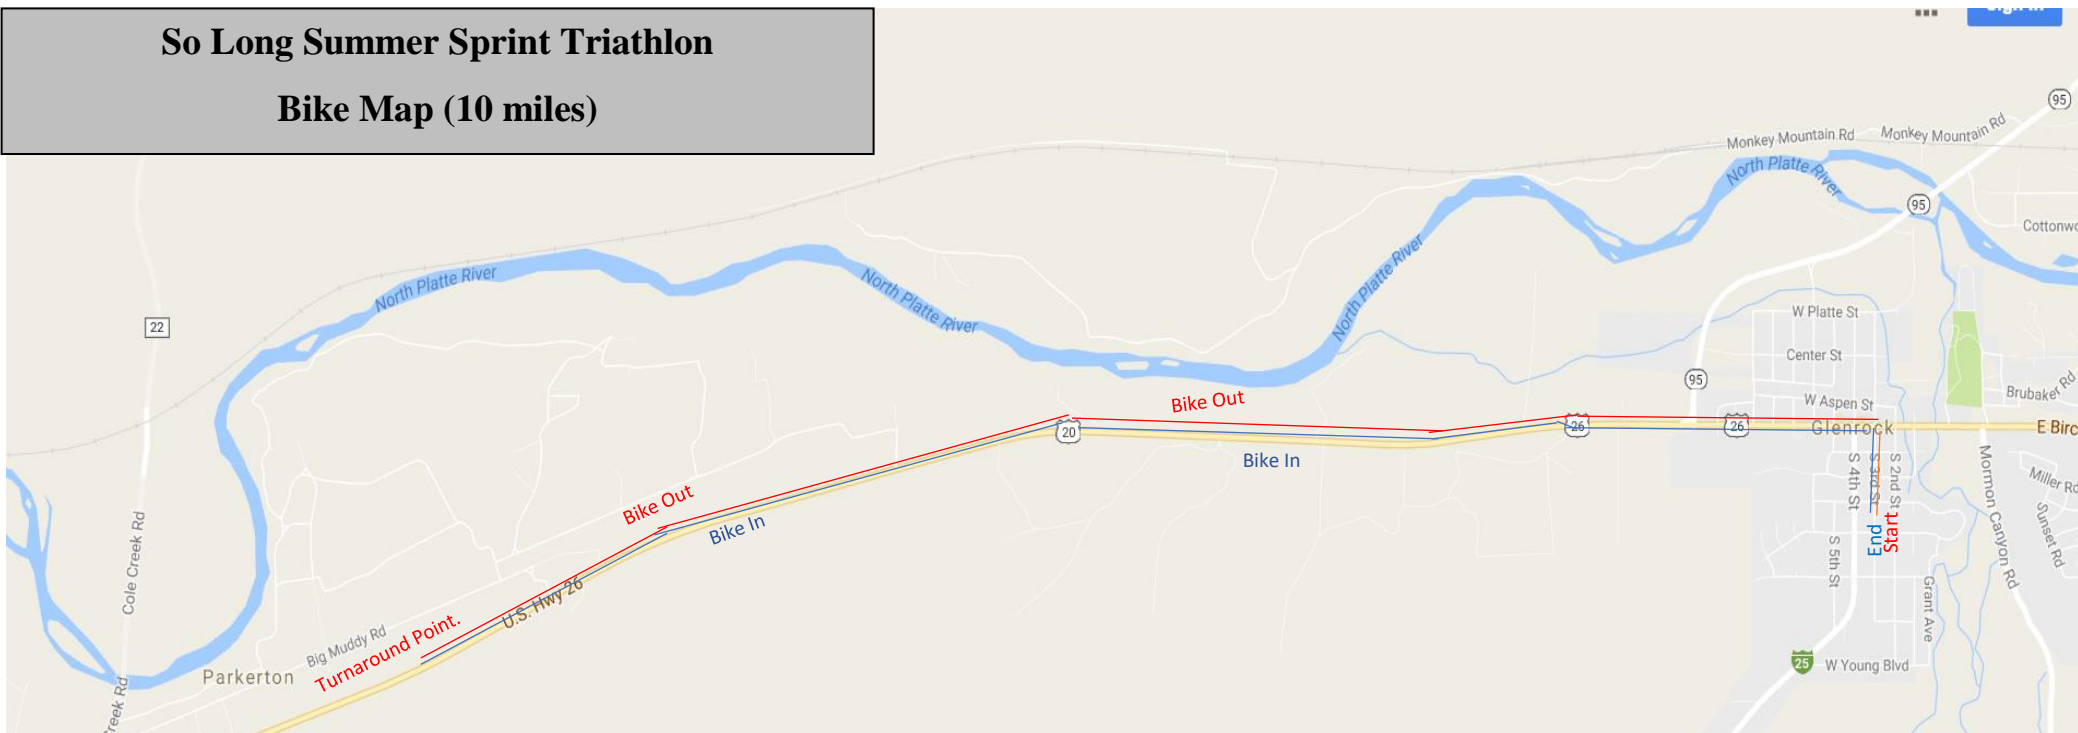 So Long Summer Sprint Triathlon
Bike Map (10 miles)
95
Monkey Mountain Rd
Monkey Mountain Rd
North Platte River
95
Cottonwo
North Platte River
North Platte River
North Platte River
22
W Platte St
Center St
95
Brubaker Rd
W Aspen St
Bike Out
20
26
26
Glenrock
E Birc
Bike In
S 4th St
S 3rd St
S 2nd St
Mormon Canyon Rd
Miller Rd
Sunset Rd
Bike Out
Bike In
End
Start
Cole Creek Rd
S 5th St
Grant Ave
U.S. Hwy 26
Big Muddy Rd
Turnaround Point.
Parkerton
25
W Young Blvd
reek Rd